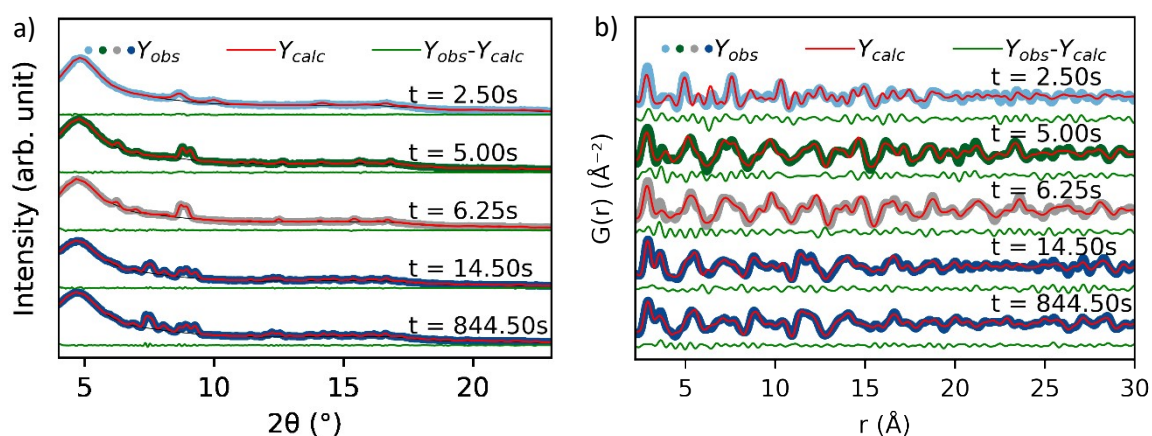 a)
Y_obs Y_calc Y_obs-Y_calc
t = 2.50s
t = 5.00s
t = 6.25s
t = 14.50s
t = 844.50s
Intensity (arb. unit)
5 10 15 20
2θ (°)
b)
Y_obs Y_calc Y_obs-Y_calc
t = 2.50s
t = 5.00s
t = 6.25s
t = 14.50s
t = 844.50s
G(r) (Å⁻²)
5 10 15 20 25 30
r (Å)